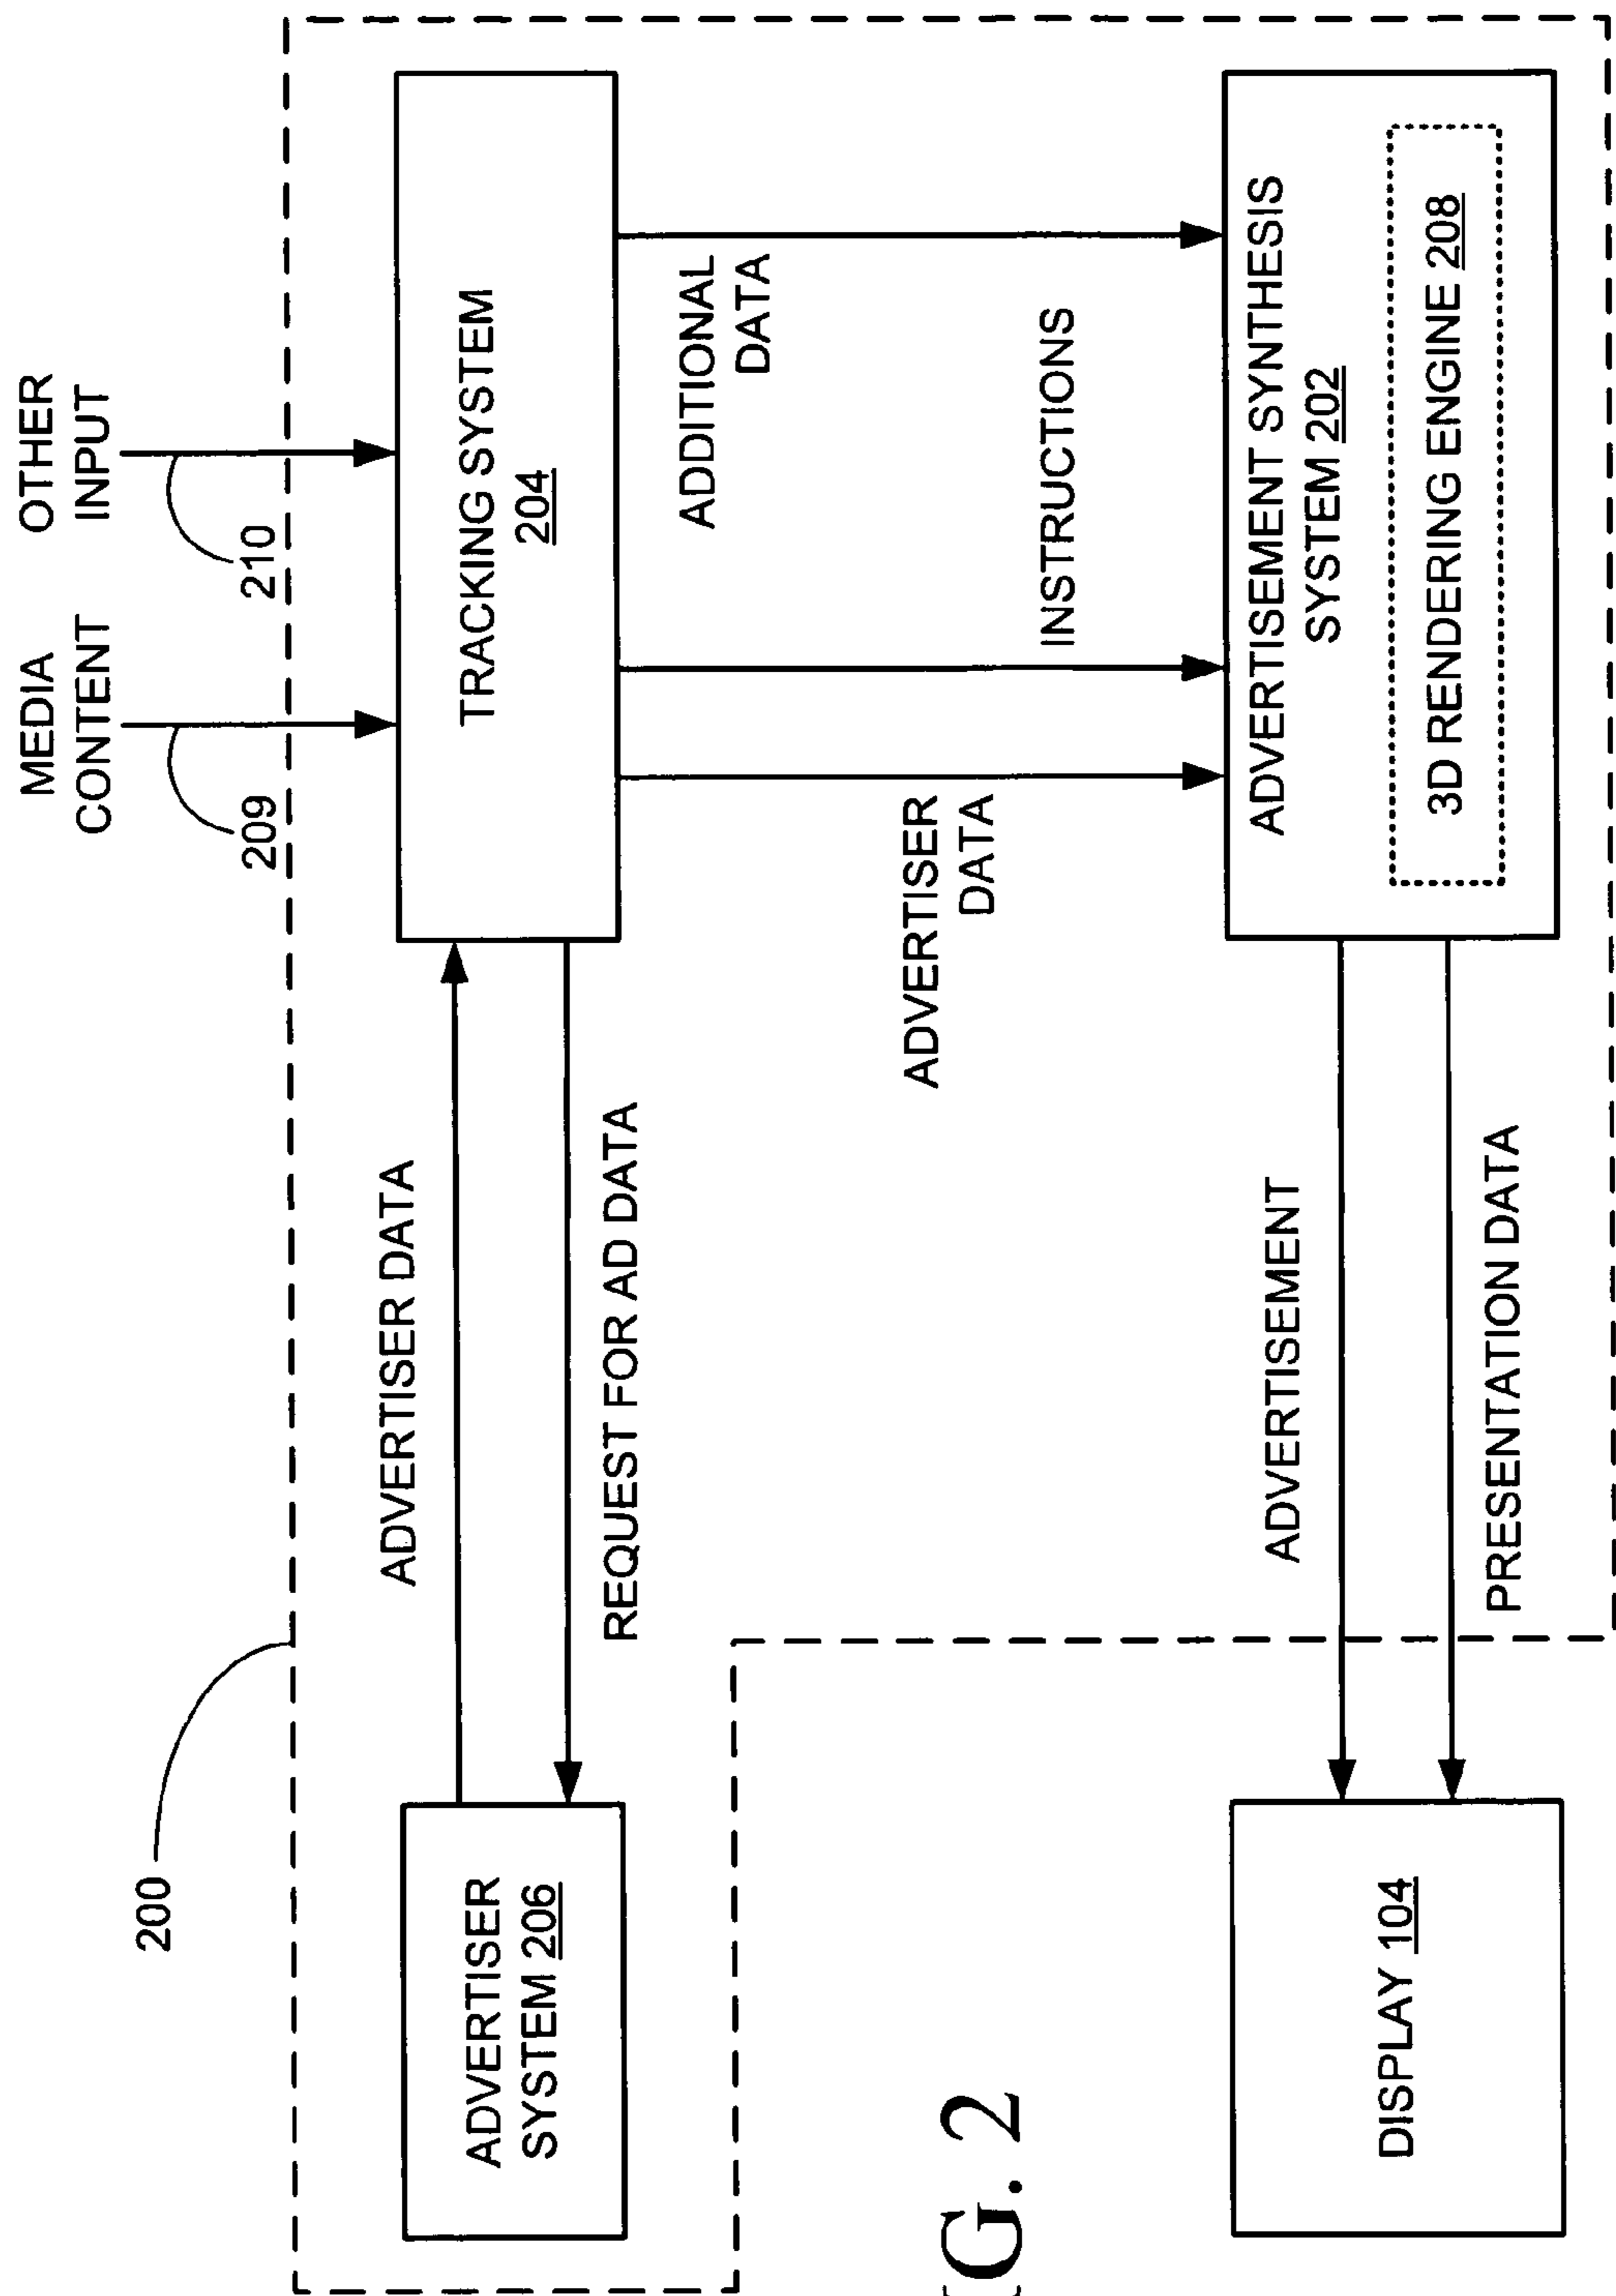 MEDIA
CONTENT
OTHER
INPUT
200
209
210
ADVERTISER
SYSTEM 206
ADVERTISER DATA
REQUEST FOR AD DATA
TRACKING SYSTEM
204
ADDITIONAL
DATA
ADVERTISER
DATA
INSTRUCTIONS
G. 2
DISPLAY 104
ADVERTISEMENT
PRESENTATION DATA
ADVERTISEMENT SYNTHESIS
SYSTEM 202
3D RENDERING ENGINE 208